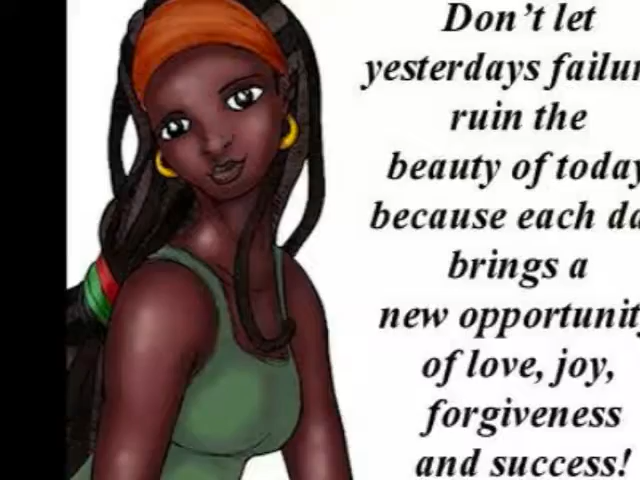 Don't let
yesterdays failur
ruin the
beauty of today
because each da
brings a
new opportunity
of love, joy,
forgiveness
and success!